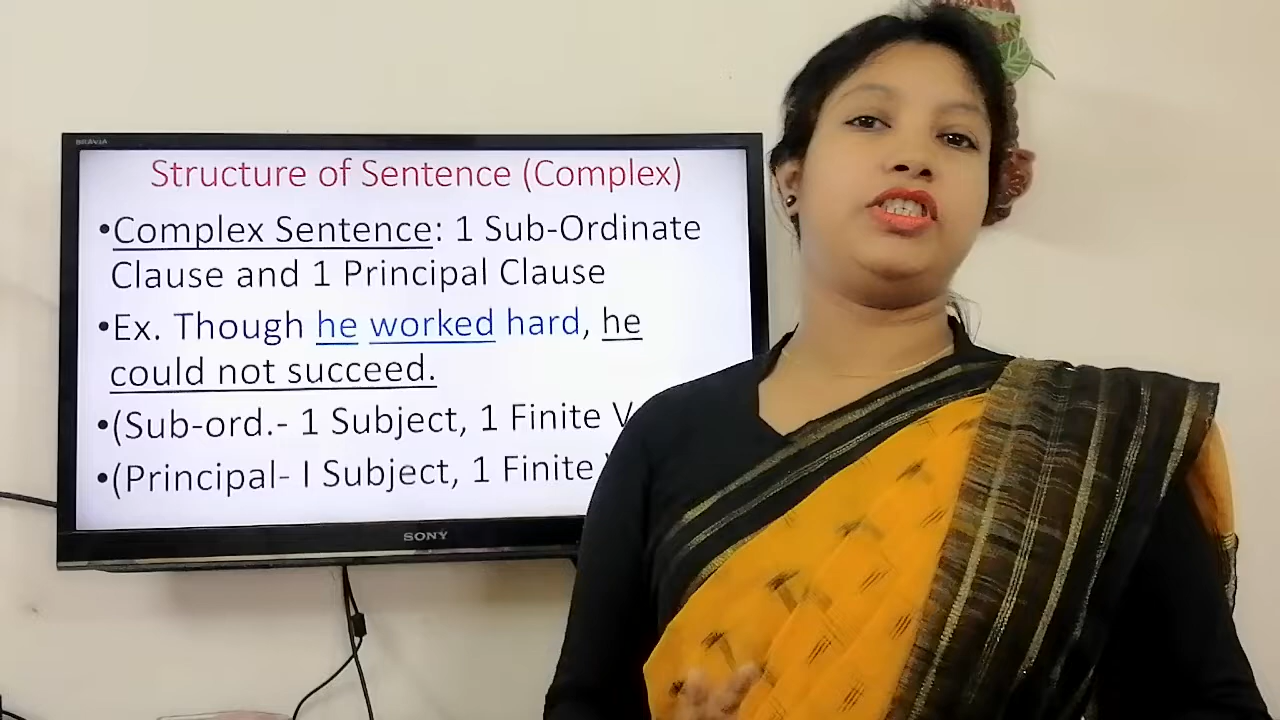 BRAVIA
Structure of Sentence (Complex)
•Complex Sentence: 1 Sub-Ordinate
Clause and 1 Principal Clause
•Ex. Though he worked hard, he
could not succeed.
•(Sub-ord.- 1 Subject, 1 Finite
•(Principal- I Subject, 1 Finite
SONY